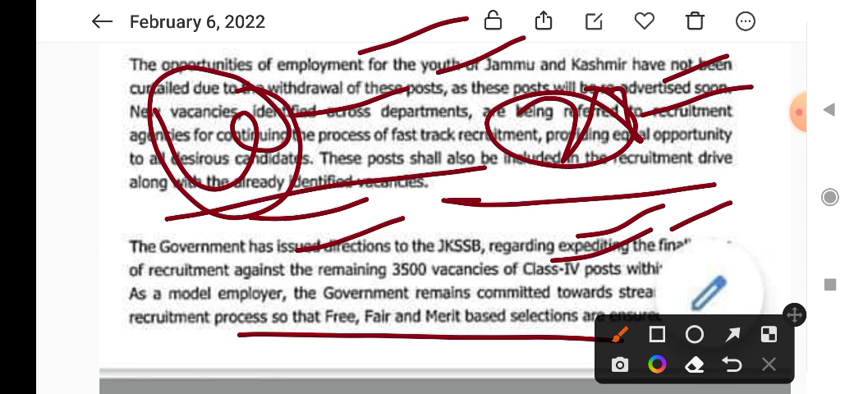 February 6, 2022
The opportunities of employment for the youth of Jammu and Kashmir have not been
curtailed due to the withdrawal of these posts, as these posts will be re advertised soon.
New vacancies identified across departments, are being referred to recruitment
agencies for continuing the process of fast track recruitment, providing equal opportunity
to all desirous candidates. These posts shall also be included in the recruitment drive
along with the already identified vacancies.
The Government has issued directions to the JKSSB, regarding expediting the
of recruitment against the remaining 3500 vacancies of Class-IV posts
As a model employer, the Government remains committed towards
recruitment process so that Free, Fair and Merit based selections are ensured